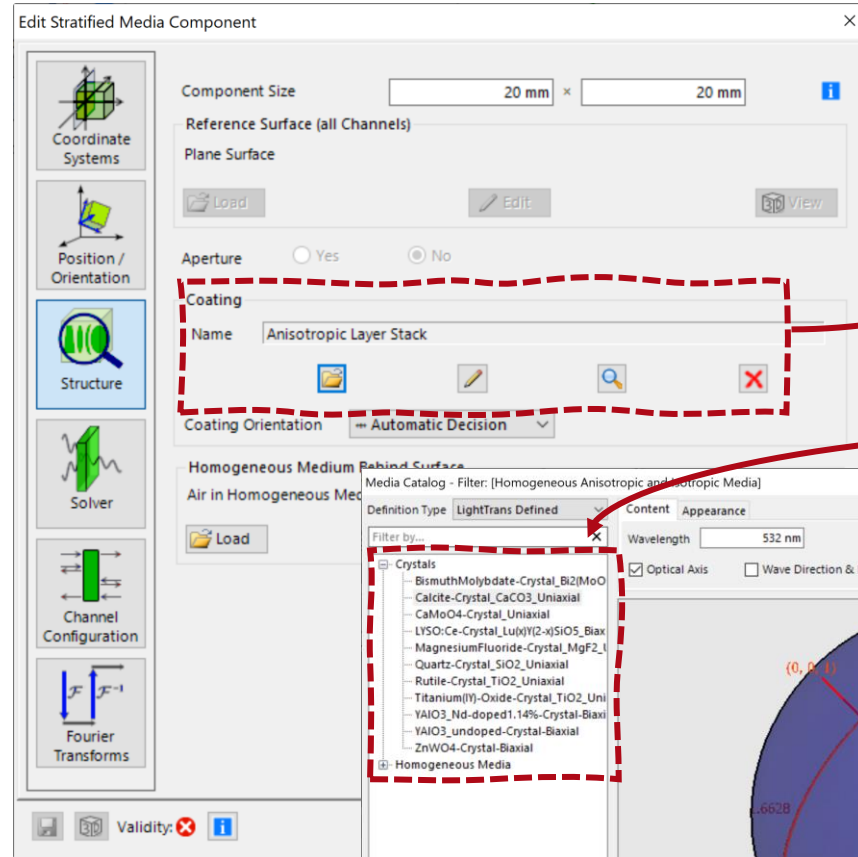 Edit Stratified Media Component
Coordinate
Systems
Position /
Orientation
Structure
Solver
Channel
Configuration
Fourier
Transforms
Component Size 20 mm × 20 mm
Reference Surface (all Channels)
Plane Surface
Load Edit View
Aperture Yes No
Coating
Name Anisotropic Layer Stack
Coating Orientation Automatic Decision
Homogeneous Medium Behind Surface
Air in Homogeneous Med
Load
Validity:
Media Catalog - Filter: [Homogeneous Anisotropic and Isotropic Media]
Definition Type LightTrans Defined
Filter by...
Crystals
BismuthMolybdate-Crystal_Bi2(MoO
Calcite-Crystal_CaCO3_Uniaxial
CaMoO4-Crystal_Uniaxial
LYSO:Ce-Crystal_Lu(x)Y(2-x)SiO5_Biax
MagnesiumFluoride-Crystal_MgF2_U
Quartz-Crystal_SiO2_Uniaxial
Rutile-Crystal_TiO2_Uniaxial
Titanium(IV)-Oxide-Crystal_TiO2_Uni
YAlO3_Nd-doped1.14%-Crystal-Biaxi
YAlO3_undoped-Crystal-Biaxial
ZnWO4-Crystal-Biaxial
Homogeneous Media
Content Appearance
Wavelength 532 nm
Optical Axis Wave Direction &
(0, 0, 1)
.6628